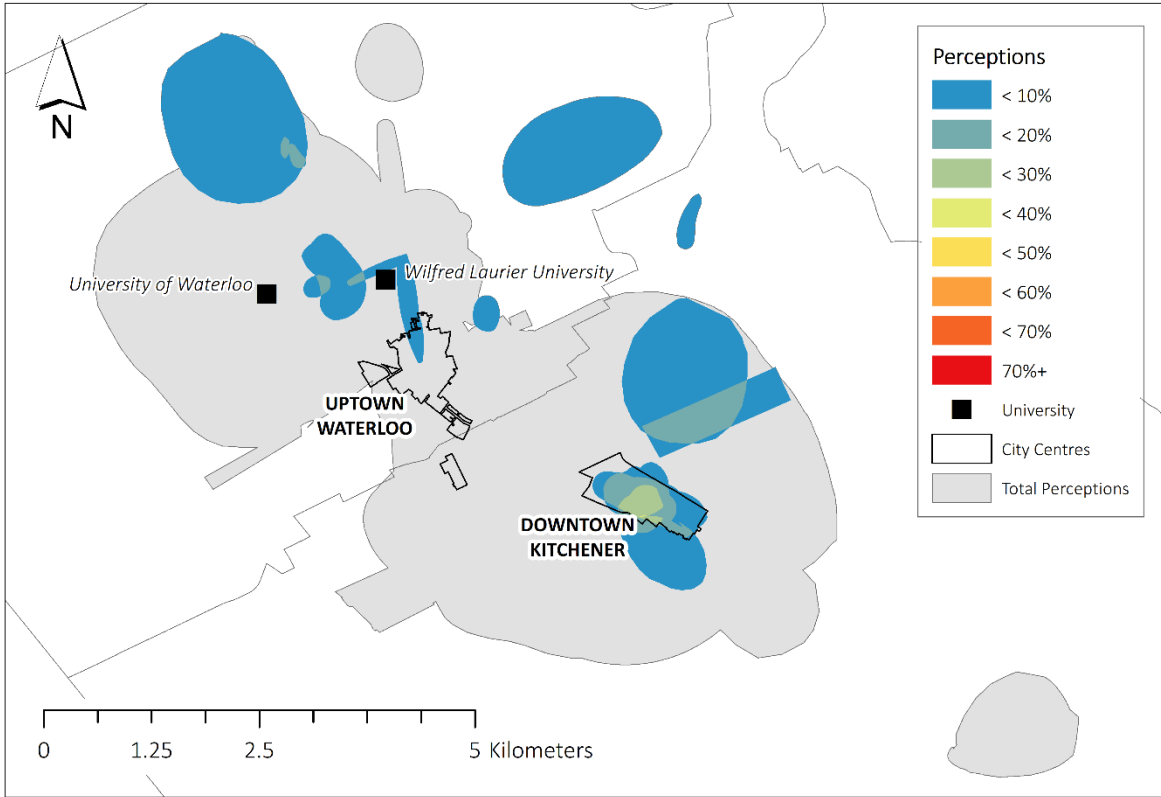 N
University of Waterloo
Wilfred Laurier University
UPTOWN
WATERLOO
DOWNTOWN
KITCHENER
0 1.25 2.5 5 Kilometers
Perceptions
< 10%
< 20%
< 30%
< 40%
< 50%
< 60%
< 70%
70%+
University
City Centres
Total Perceptions